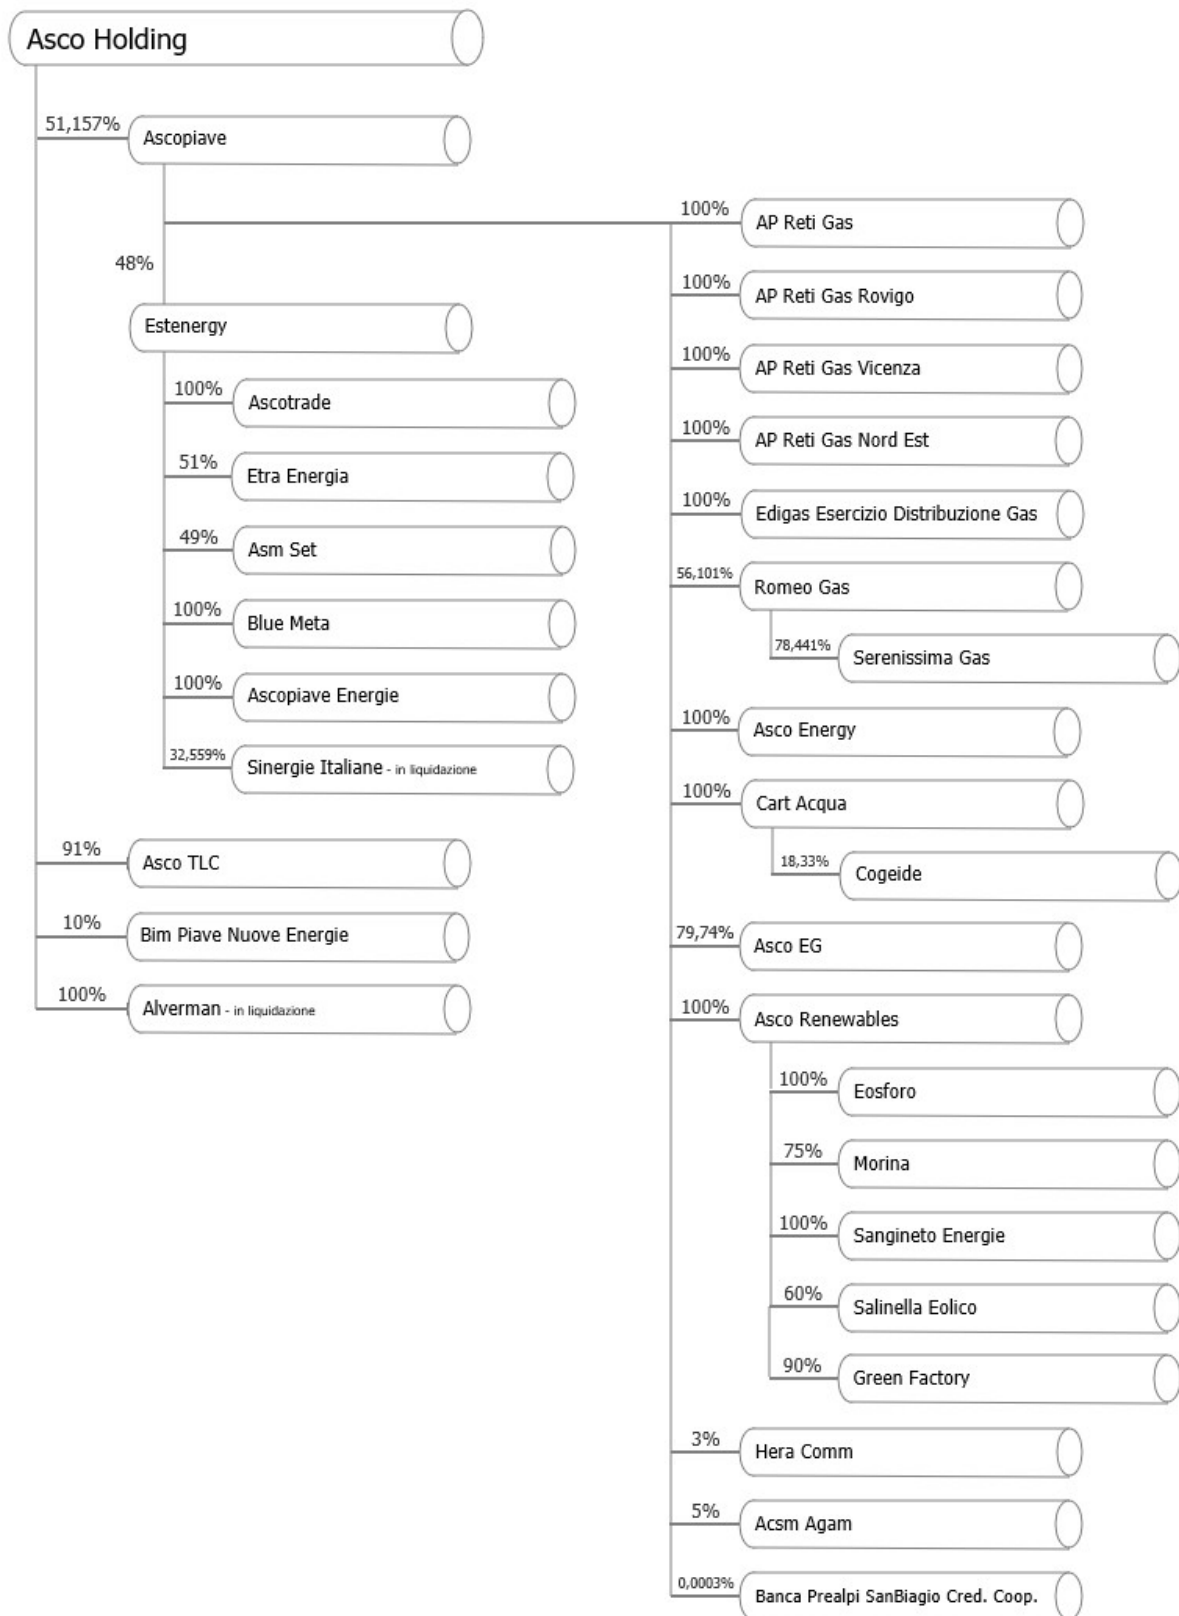 Asco Holding
51,157%
Ascopiave
48%
Estenergy
100%
Ascotrade
51%
Etra Energia
49%
Asm Set
100%
Blue Meta
100%
Ascopiave Energie
32,559%
Sinergie Italiane - in liquidazione
91%
Asco TLC
10%
Bim Piave Nuove Energie
100%
Alverman - in liquidazione
100%
AP Reti Gas
100%
AP Reti Gas Rovigo
100%
AP Reti Gas Vicenza
100%
AP Reti Gas Nord Est
100%
Edigas Esercizio Distribuzione Gas
56,101%
Romeo Gas
78,441%
Serenissima Gas
100%
Asco Energy
100%
Cart Acqua
18,33%
Cogeide
79,74%
Asco EG
100%
Asco Renewables
100%
Eosforo
75%
Morina
100%
Sangineto Energie
60%
Salinella Eolico
90%
Green Factory
3%
Hera Comm
5%
Acsm Agam
0,0003%
Banca Prealpi SanBiagio Cred. Coop.